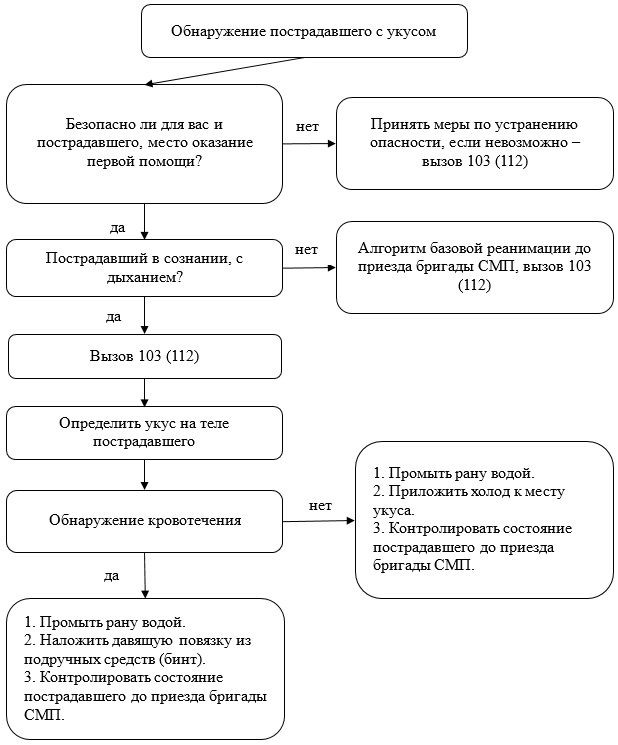 Обнаружение пострадавшего с укусом
Безопасно ли для вас и
пострадавшего, место оказание
первой помощи?
нет
Принять меры по устранению
опасности, если невозможно –
вызов 103 (112)
да
Пострадавший в сознании, с
дыханием?
нет
Алгоритм базовой реанимации до
приезда бригады СМП, вызов 103
(112)
да
Вызов 103 (112)
Определить укус на теле
пострадавшего
Обнаружение кровотечения
нет
1. Промыть рану водой.
2. Приложить холод к месту
укуса.
3. Контролировать состояние
пострадавшего до приезда
бригады СМП.
да
1. Промыть рану водой.
2. Наложить давящую повязку из
подручных средств (бинт).
3. Контролировать состояние
пострадавшего до приезда бригады
СМП.